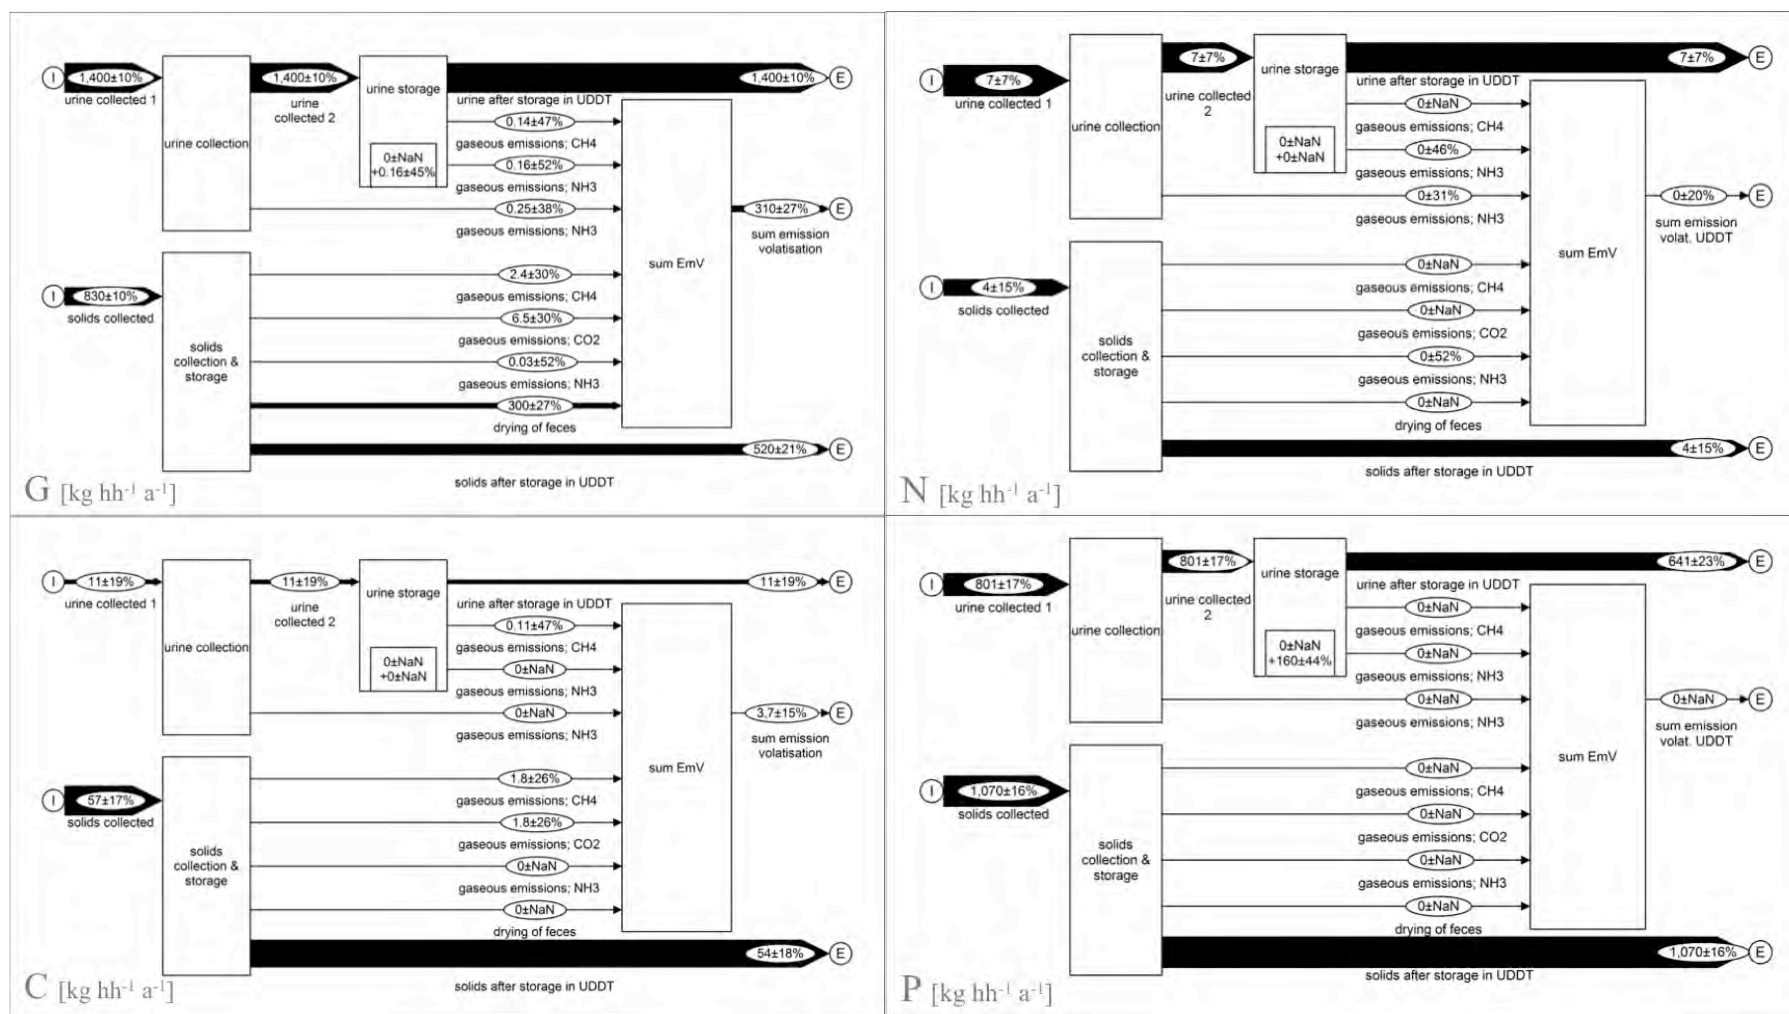 I
1,400±10%
1,400±10%
1,400±10%
E
urine collected 1
urine
collected 2
urine storage
urine after storage in UDDT
0.14±47%
gaseous emissions; CH4
urine collection
0±NaN
+0.16±45%
0.16±52%
gaseous emissions; NH3
0.25±38%
gaseous emissions; NH3
310±27%
E
sum emission
volatisation
sum EmV
2.4±30%
gaseous emissions; CH4
I
830±10%
solids collected
6.5±30%
gaseous emissions; CO2
solids
collection &
storage
0.03±52%
gaseous emissions; NH3
300±27%
drying of feces
520±21%
E
solids after storage in UDDT
G [kg hh⁻¹ a⁻¹]
I
7±7%
7±7%
7±7%
E
urine collected 1
urine collected
2
urine storage
urine after storage in UDDT
0±NaN
gaseous emissions; CH4
urine collection
0±NaN
+0±NaN
0±46%
gaseous emissions; NH3
0±31%
gaseous emissions; NH3
0±20%
E
sum emission
volat. UDDT
sum EmV
0±NaN
gaseous emissions; CH4
I
4±15%
solids collected
0±NaN
gaseous emissions; CO2
solids
collection &
storage
0±52%
gaseous emissions; NH3
0±NaN
drying of feces
4±15%
E
solids after storage in UDDT
N [kg hh⁻¹ a⁻¹]
I
11±19%
11±19%
11±19%
E
urine collected 1
urine
collected 2
urine storage
urine after storage in UDDT
0.11±47%
gaseous emissions; CH4
urine collection
0±NaN
+0±NaN
0±NaN
gaseous emissions; NH3
0±NaN
gaseous emissions; NH3
3.7±15%
E
sum emission
volatisation
sum EmV
1.8±26%
gaseous emissions; CH4
I
57±17%
solids collected
1.8±26%
gaseous emissions; CO2
solids
collection &
storage
0±NaN
gaseous emissions; NH3
0±NaN
drying of feces
54±18%
E
solids after storage in UDDT
C [kg hh⁻¹ a⁻¹]
I
801±17%
801±17%
641±23%
E
urine collected 1
urine collected
2
urine storage
urine after storage in UDDT
0±NaN
gaseous emissions; CH4
urine collection
0±NaN
+160±44%
0±NaN
gaseous emissions; NH3
0±NaN
gaseous emissions; NH3
0±NaN
E
sum emission
volat. UDDT
sum EmV
0±NaN
gaseous emissions; CH4
I
1,070±16%
solids collected
0±NaN
gaseous emissions; CO2
solids
collection &
storage
0±NaN
gaseous emissions; NH3
0±NaN
drying of feces
1,070±16%
E
solids after storage in UDDT
P [kg hh⁻¹ a⁻¹]